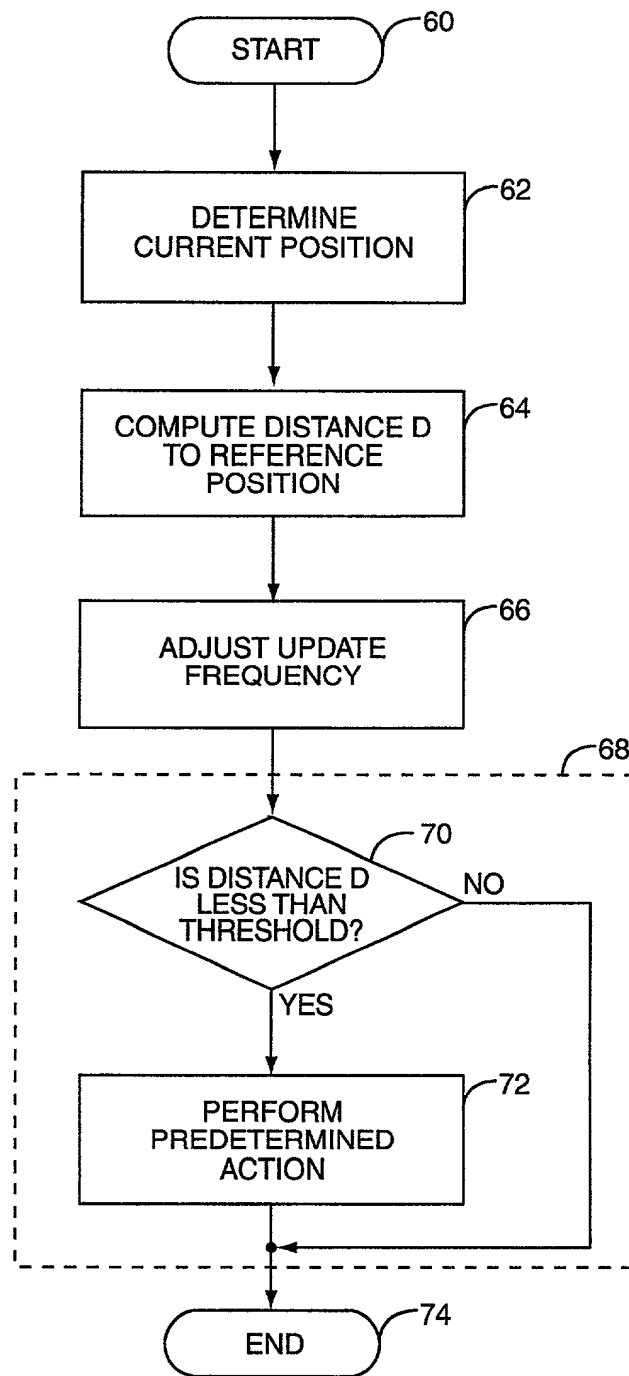 60
START
62
DETERMINE
CURRENT POSITION
64
COMPUTE DISTANCE D
TO REFERENCE
POSITION
66
ADJUST UPDATE
FREQUENCY
68
70
IS DISTANCE D
LESS THAN
THRESHOLD?
NO
YES
72
PERFORM
PREDETERMINED
ACTION
74
END